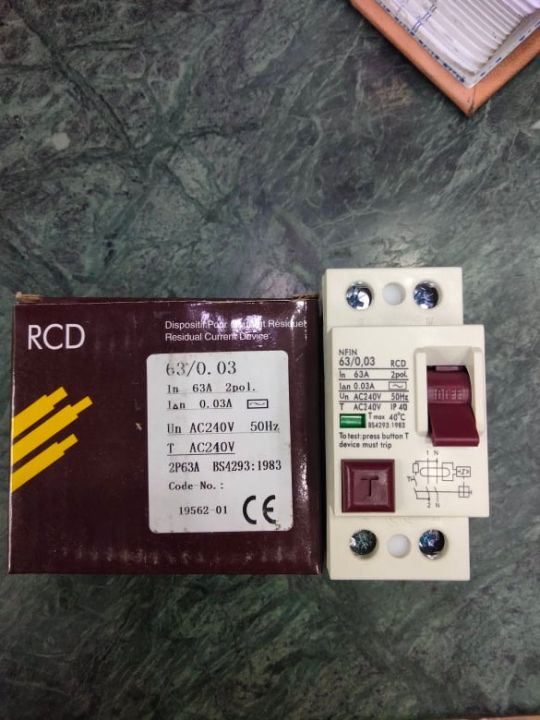 RCD
Dispositif Pour Courant Résiduel
Residual Current Device
63/0.03
In 63A 2pol.
IΔn 0.03A
Un AC240V 50Hz
T AC240V
2P63A BS4293:1983
Code-No.:
19562-01
CE
NFIN
63/0,03 RCD
In 63A 2pol.
IΔn 0.03A
Un AC240V 50Hz
T AC240V IP 40
T max 40°C
BS4293:1983
To test: press button T
device must trip
T
1 N
2 N